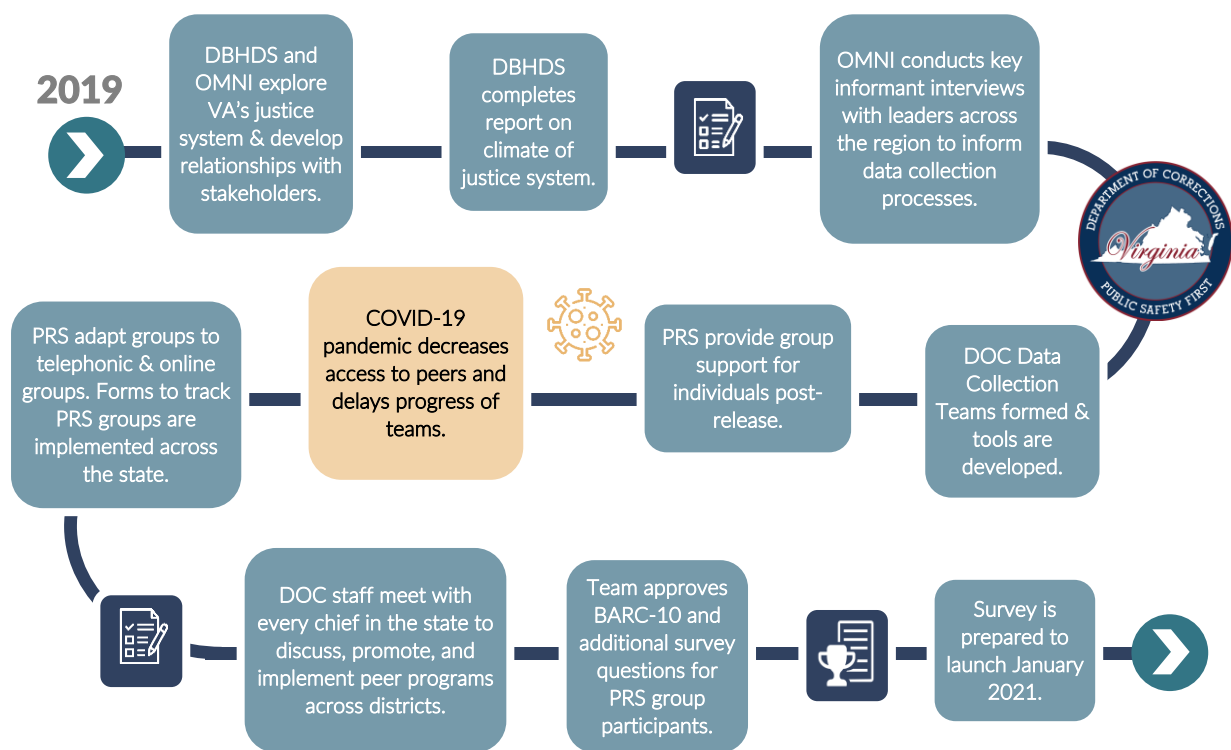 2019
DBHDS and
OMNI explore
VA's justice
system & develop
relationships with
stakeholders.
DBHDS
completes
report on
climate of
justice system.
OMNI conducts key
informant interviews
with leaders across
the region to inform
data collection
processes.
DEPARTMENT OF CORRECTIONS
Virginia
PUBLIC SAFETY FIRST
DOC Data
Collection
Teams formed &
tools are
developed.
PRS provide group
support for
individuals post-
release.
COVID-19
pandemic decreases
access to peers and
delays progress of
teams.
PRS adapt groups to
telephonic & online
groups. Forms to track
PRS groups are
implemented across
the state.
DOC staff meet with
every chief in the state to
discuss, promote, and
implement peer programs
across districts.
Team approves
BARC-10 and
additional survey
questions for
PRS group
participants.
Survey is
prepared to
launch January
2021.